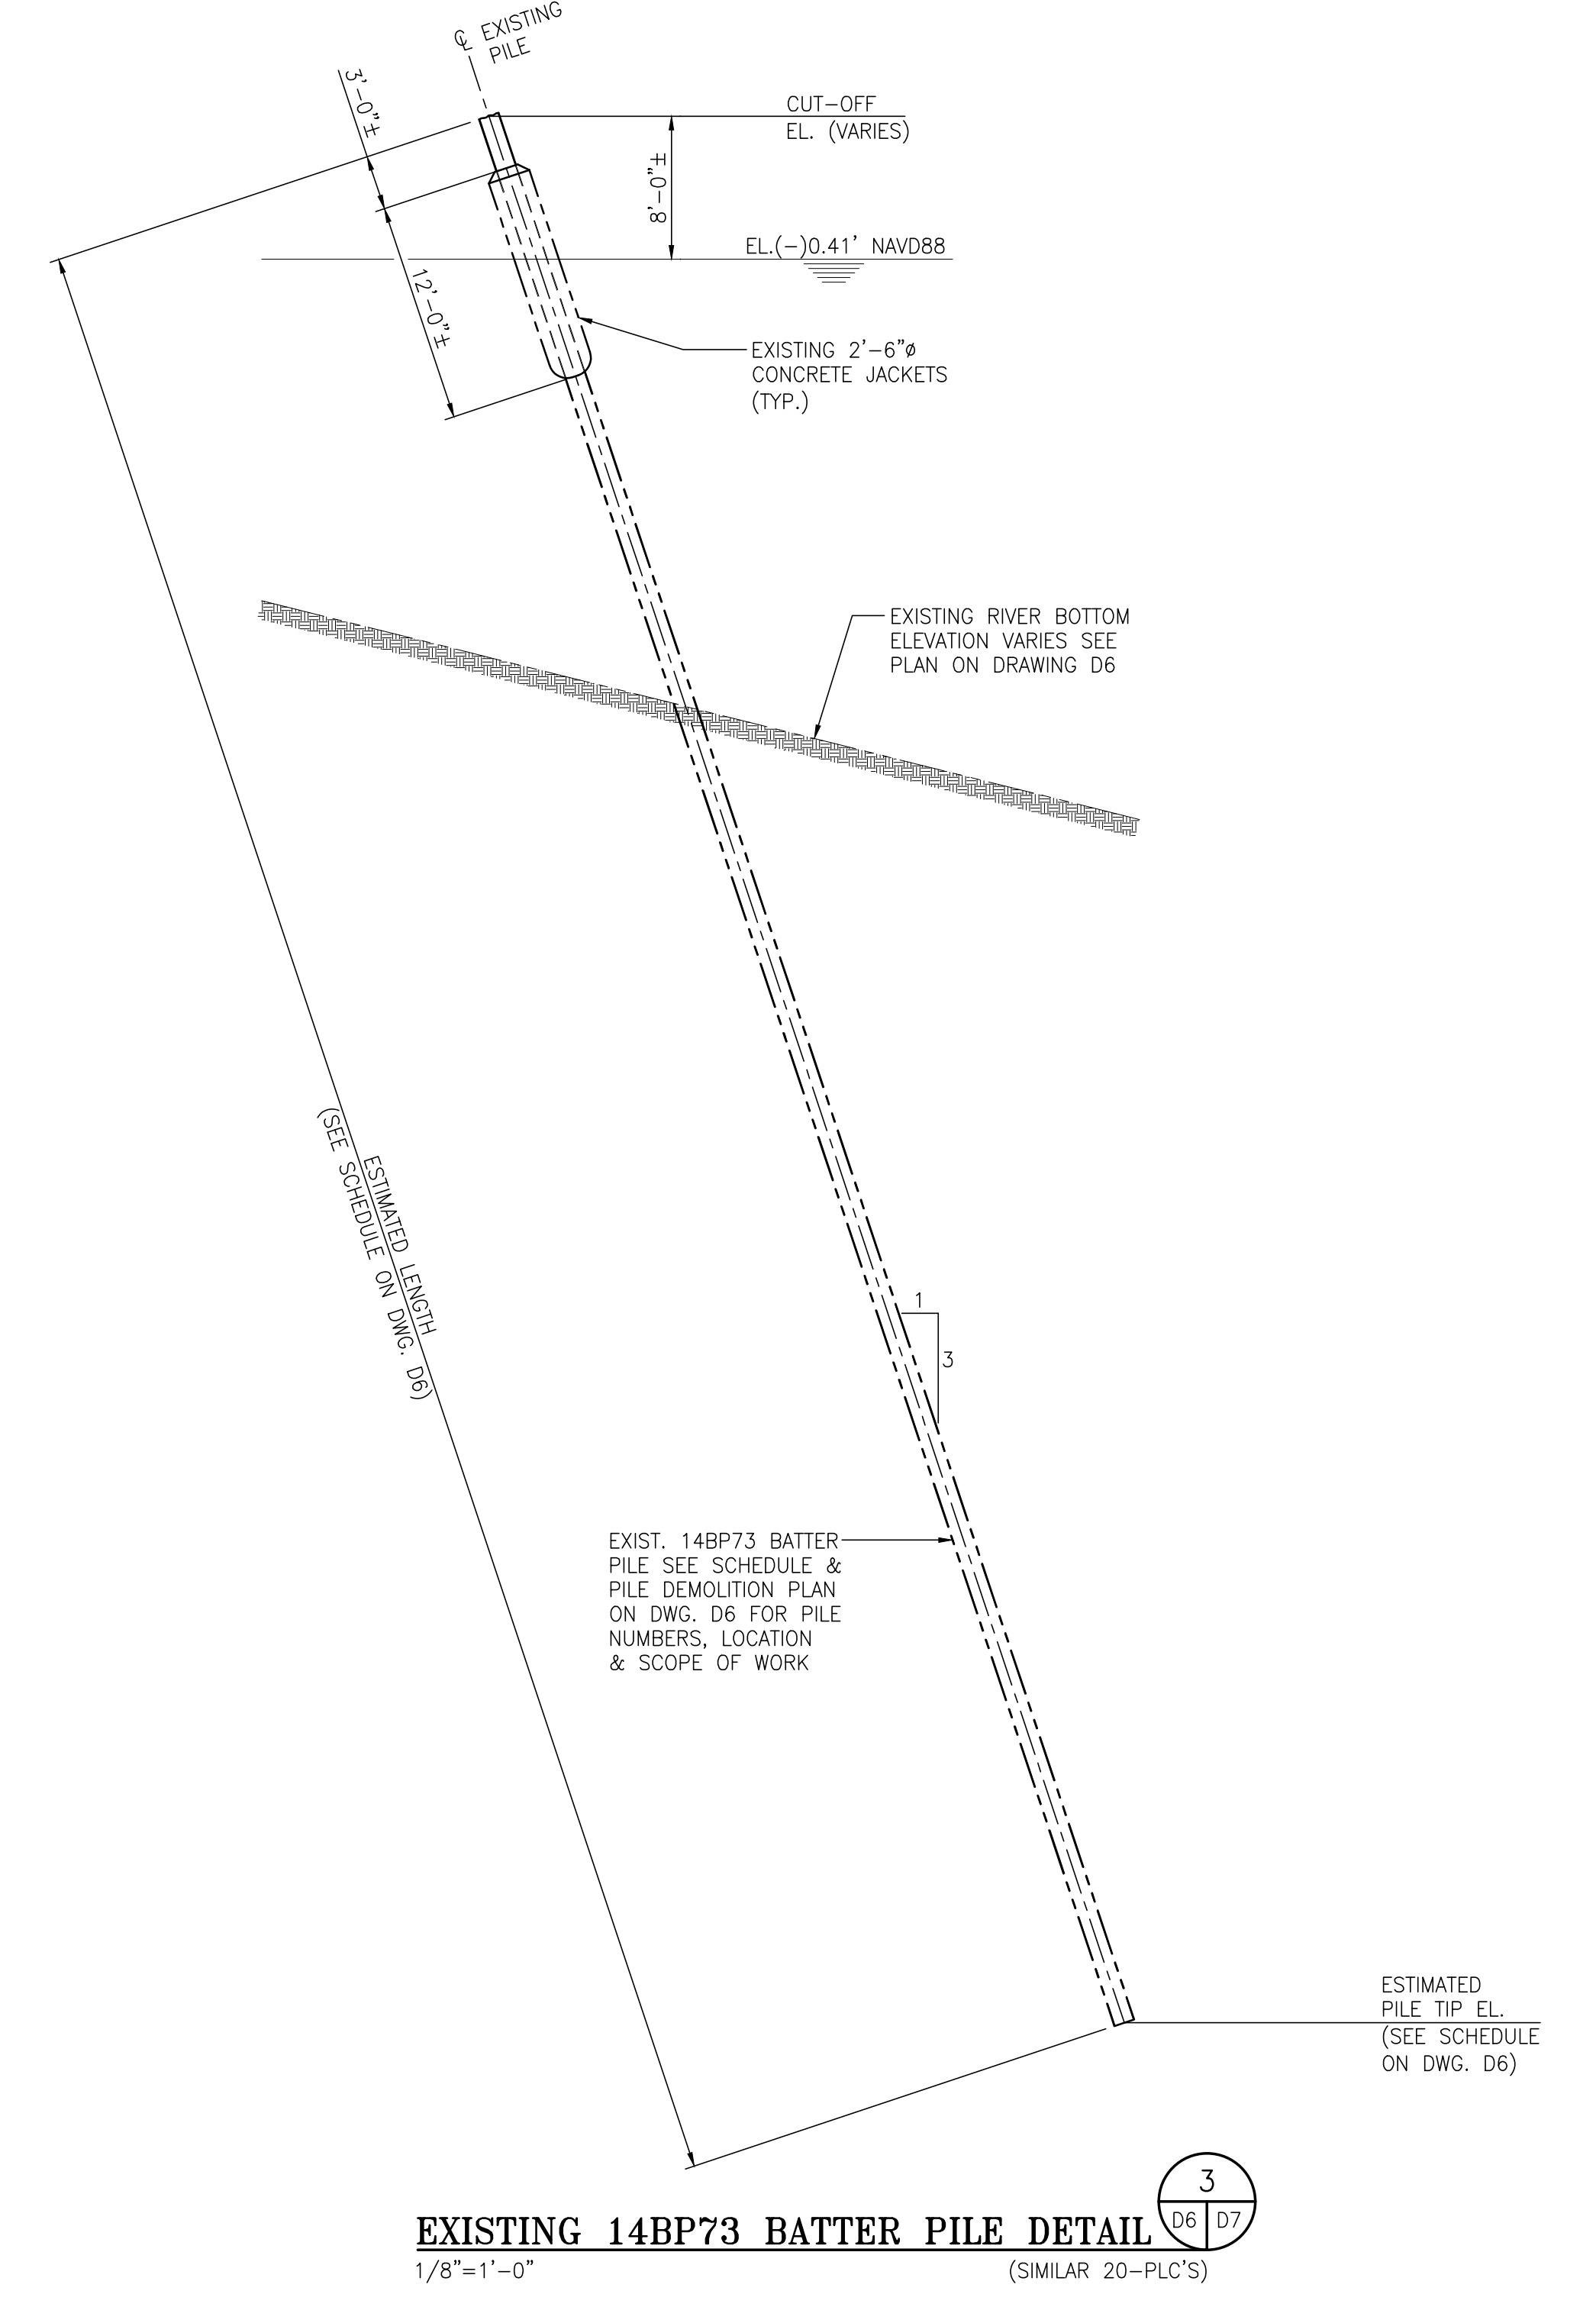 ℄ EXISTING
PILE
3'-0"±
CUT-OFF
EL. (VARIES)
8'-0"±
EL.(-)0.41' NAVD88
12'-0"±
EXISTING 2'-6"ø
CONCRETE JACKETS
(TYP.)
EXISTING RIVER BOTTOM
ELEVATION VARIES SEE
PLAN ON DRAWING D6
ESTIMATED LENGTH
(SEE SCHEDULE ON DWG. D6)
1
3
EXIST. 14BP73 BATTER
PILE SEE SCHEDULE &
PILE DEMOLITION PLAN
ON DWG. D6 FOR PILE
NUMBERS, LOCATION
& SCOPE OF WORK
ESTIMATED
PILE TIP EL.
(SEE SCHEDULE
ON DWG. D6)
3
D6 D7
EXISTING 14BP73 BATTER PILE DETAIL
1/8"=1'-0"
(SIMILAR 20-PLC'S)